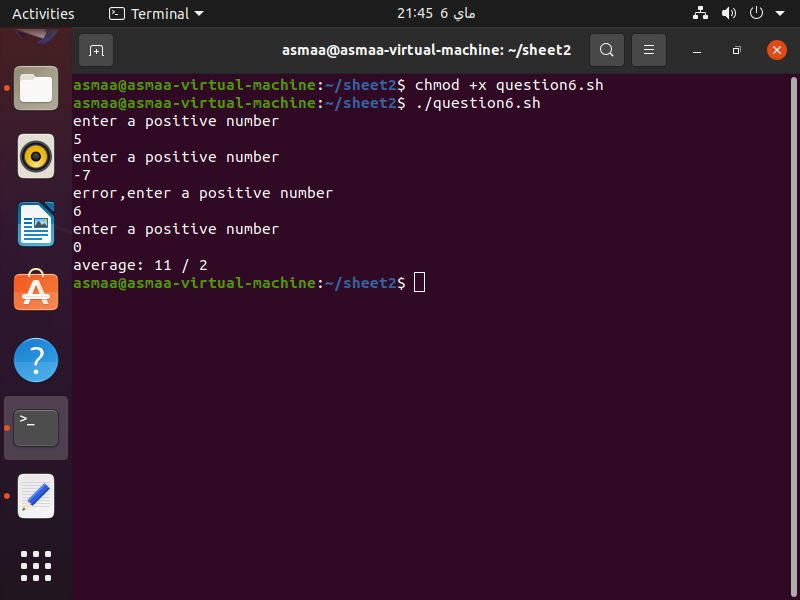 Activities
Terminal
21:45 6 ماي
asmaa@asmaa-virtual-machine: ~/sheet2
asmaa@asmaa-virtual-machine:~/sheet2$ chmod +x question6.sh
asmaa@asmaa-virtual-machine:~/sheet2$ ./question6.sh
enter a positive number
5
enter a positive number
-7
error,enter a positive number
6
enter a positive number
0
average: 11 / 2
asmaa@asmaa-virtual-machine:~/sheet2$